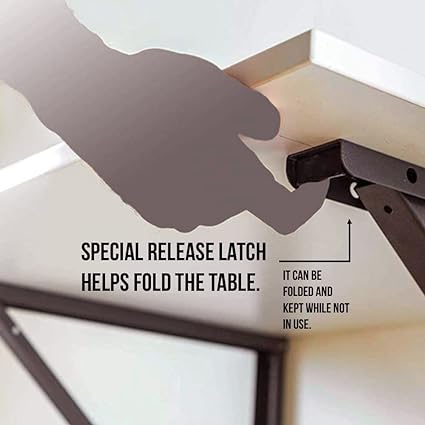 SPECIAL RELEASE LATCH
HELPS FOLD THE TABLE.
IT CAN BE
FOLDED AND
KEPT WHILE NOT
IN USE.